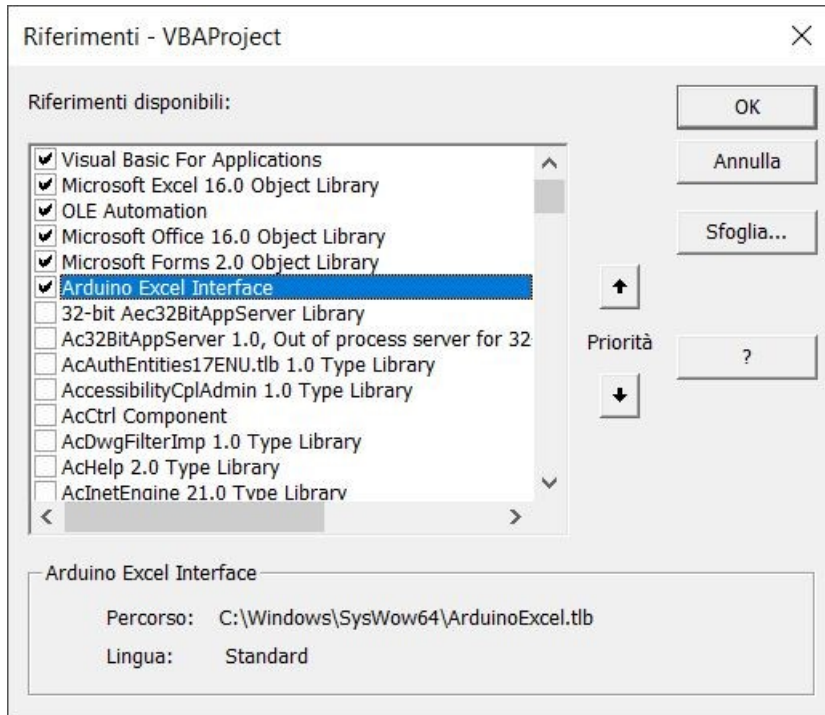 Riferimenti - VBAProject
Riferimenti disponibili:
OK
Annulla
Sfoglia...
Priorità
?
Visual Basic For Applications
Microsoft Excel 16.0 Object Library
OLE Automation
Microsoft Office 16.0 Object Library
Microsoft Forms 2.0 Object Library
Arduino Excel Interface
32-bit Aec32BitAppServer Library
Ac32BitAppServer 1.0, Out of process server for 32-
AcAuthEntities17ENU.tlb 1.0 Type Library
AccessibilityCplAdmin 1.0 Type Library
AcCtrl Component
AcDwgFilterImp 1.0 Type Library
AcHelp 2.0 Type Library
AcInetEngine 21.0 Type Library
Arduino Excel Interface
Percorso: C:\Windows\SysWow64\ArduinoExcel.tlb
Lingua: Standard